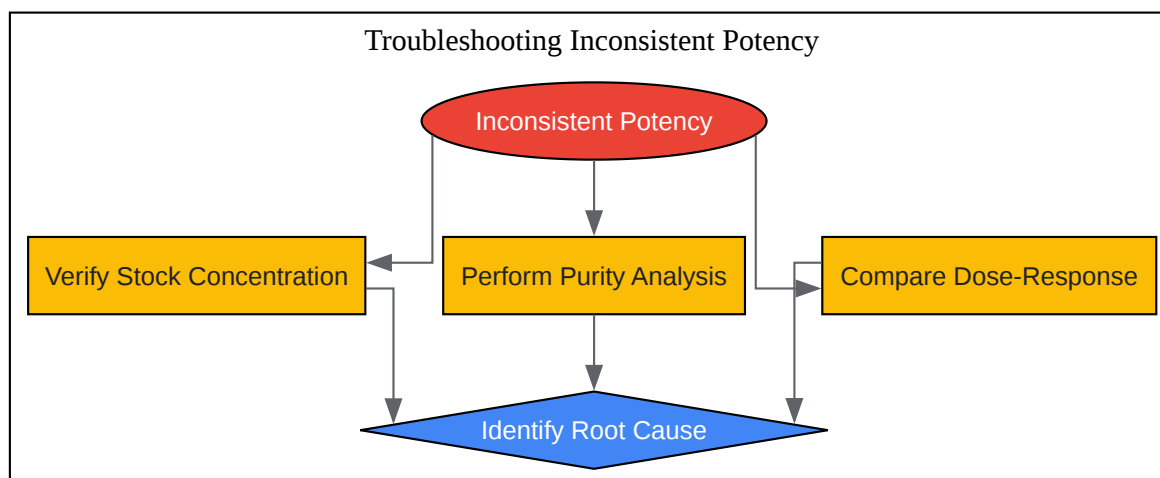 Troubleshooting Inconsistent Potency
Inconsistent Potency
Verify Stock Concentration
Perform Purity Analysis
Compare Dose-Response
Identify Root Cause